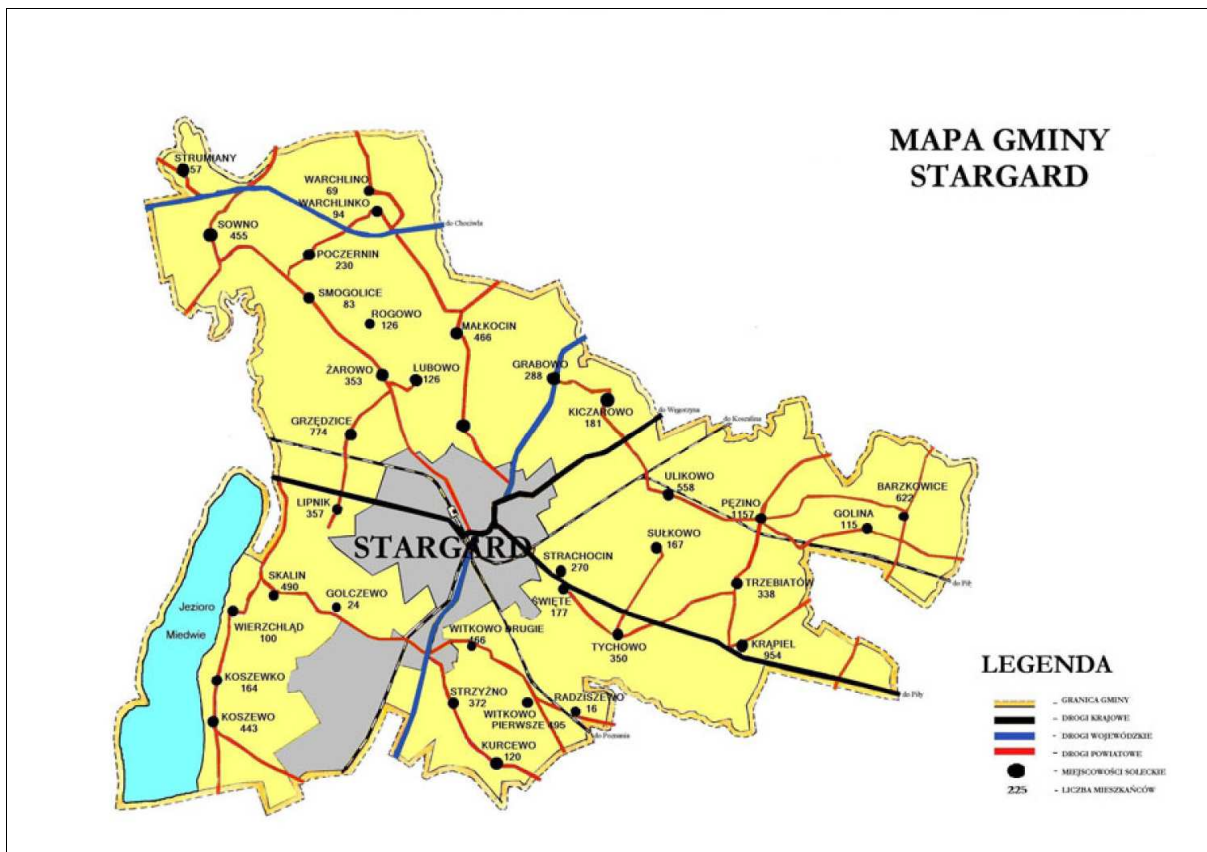 MAPA GMINY
STARGARD
STRUMIANY
57
WARCHLINO
69
WARCHLINKO
94
do Chociwla
SOWNO
455
POCZERNIN
230
SMOGOLICE
83
ROGOWO
126
MAŁKOCIN
466
ŻAROWO
353
LUBOWO
126
GRABOWO
288
KICZAROWO
181
do Węgorzyna
do Koszalina
GRZĘDZICE
774
LIPNIK
357
ULIKOWO
558
PĘZINO
1157
BARZKOWICE
622
GOLINA
115
SUŁKOWO
167
STARGARD
STRACHOCIN
270
ŚWIĘTE
177
TRZEBIATÓW
338
do Piły
SKALIN
490
GOLCZEWO
24
Jezioro
Miedwie
WIERZCHLĄD
100
WITKOWO DRUGIE
466
TYCHOWO
350
KRĄPIEL
954
do Piły
KOSZEWKO
164
STRZYŻNO
372
RADZISZEWO
16
WITKOWO
PIERWSZE 495
do Poznania
KOSZEWO
443
KURCEWO
120
LEGENDA
- GRANICA GMINY
- DROGI KRAJOWE
- DROGI WOJEWÓDZKIE
- DROGI POWIATOWE
- MIEJSCOWOŚCI SOŁECKIE
225 - LICZBA MIESZKAŃCÓW